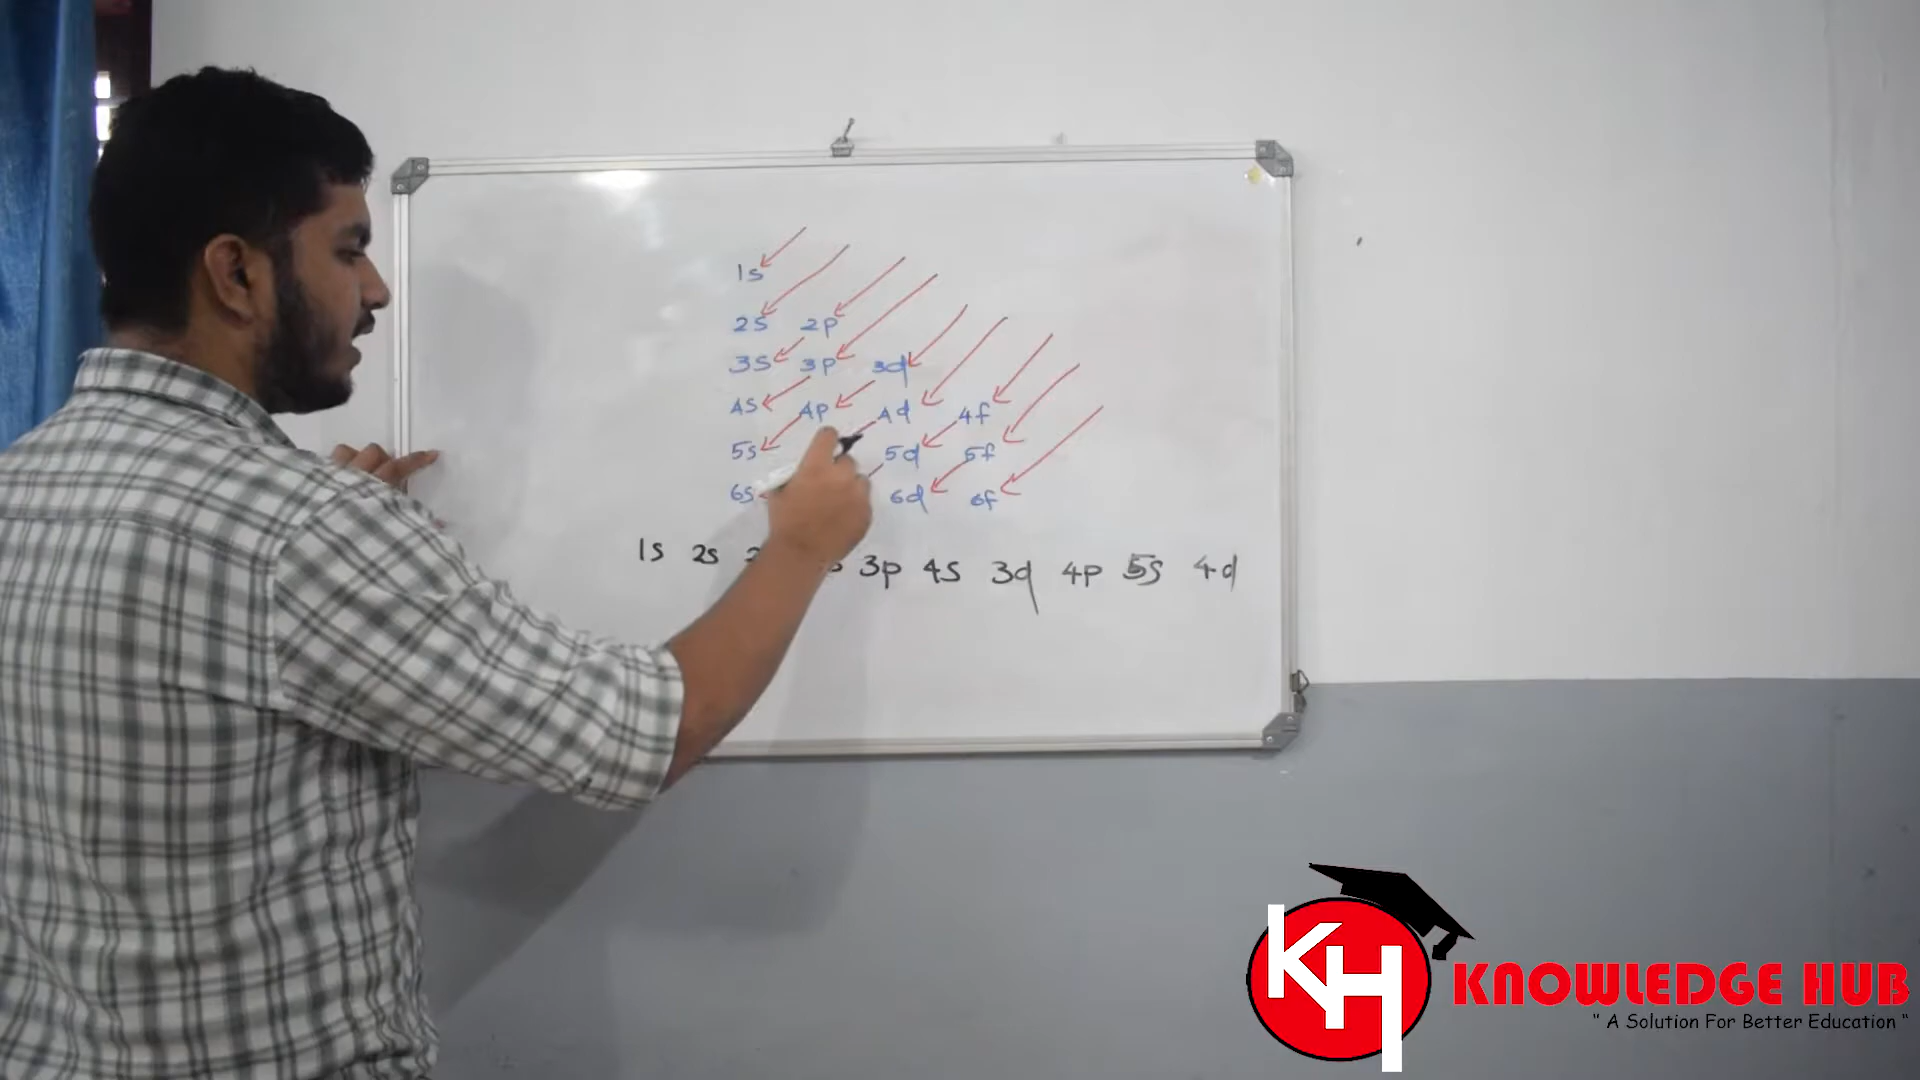 1s
2s 2p
3s 3p 3d
4s 4p 4d 4f
5s 5d 5f
6s 6d 6f
1s 2s 3p 4s 3d 4p 5s 4d
KH
KNOWLEDGE HUB
" A Solution For Better Education "